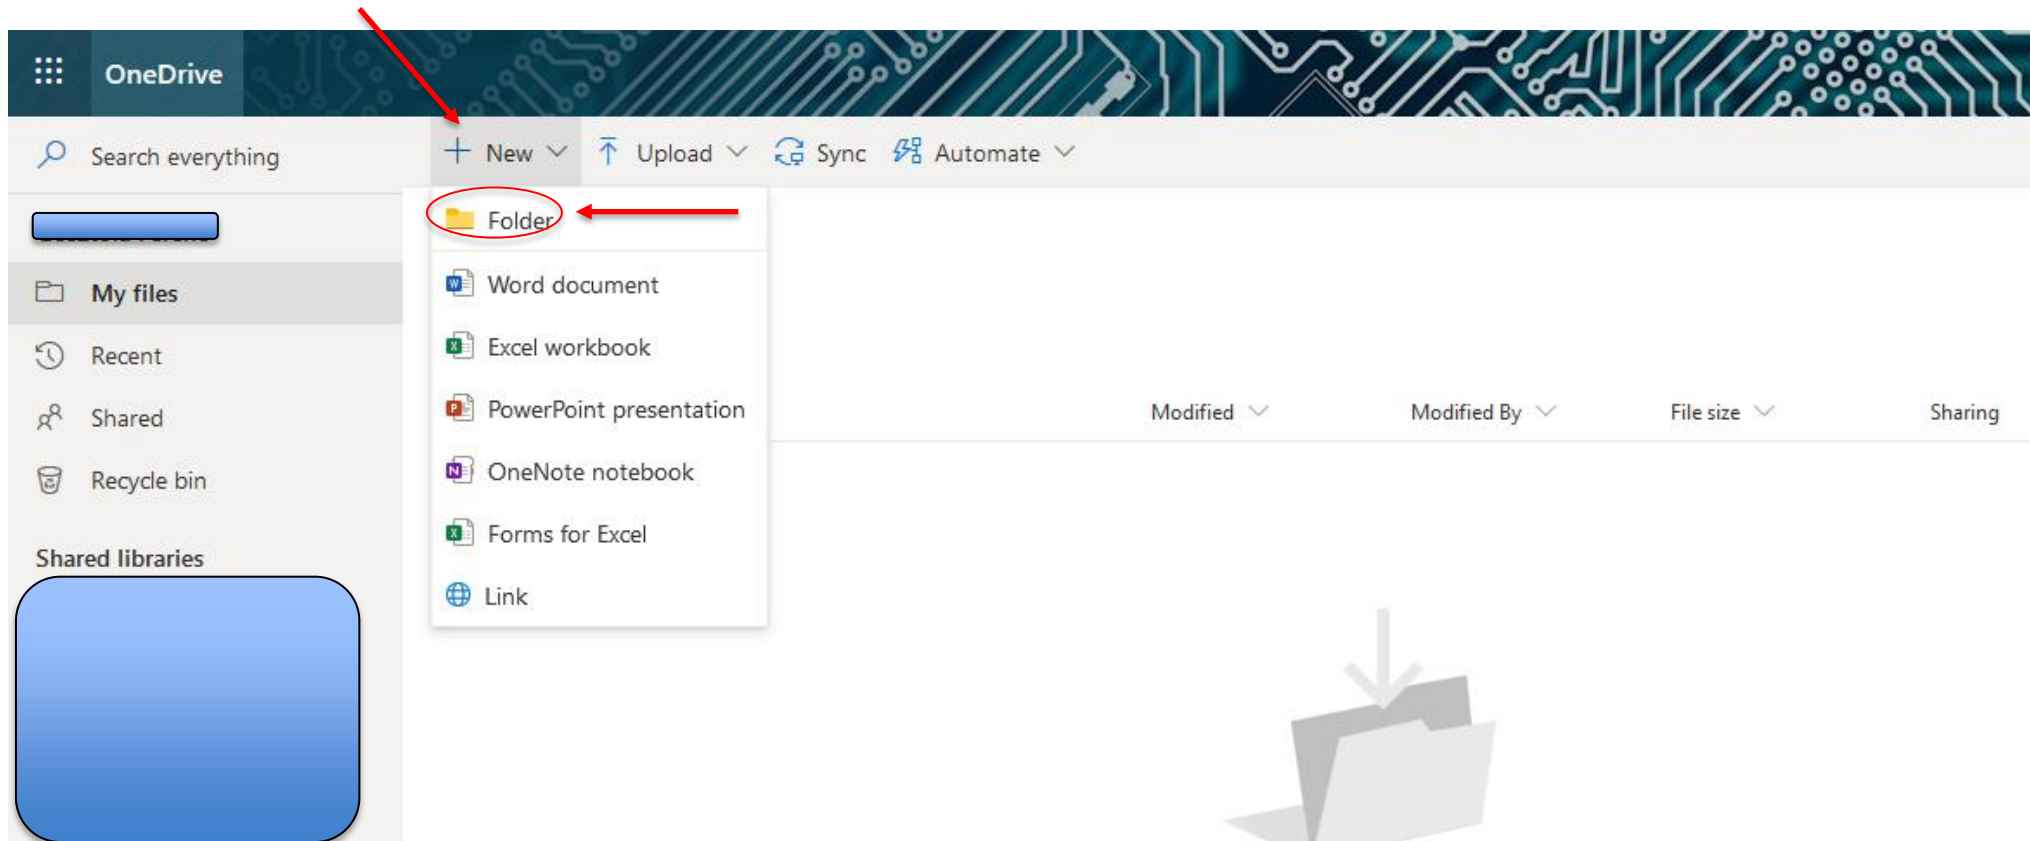 OneDrive
Search everything
New
Upload
Sync
Automate
Folder
My files
Word document
Recent
Excel workbook
Shared
PowerPoint presentation
Modified
Modified By
File size
Sharing
Recycle bin
OneNote notebook
Shared libraries
Forms for Excel
Link